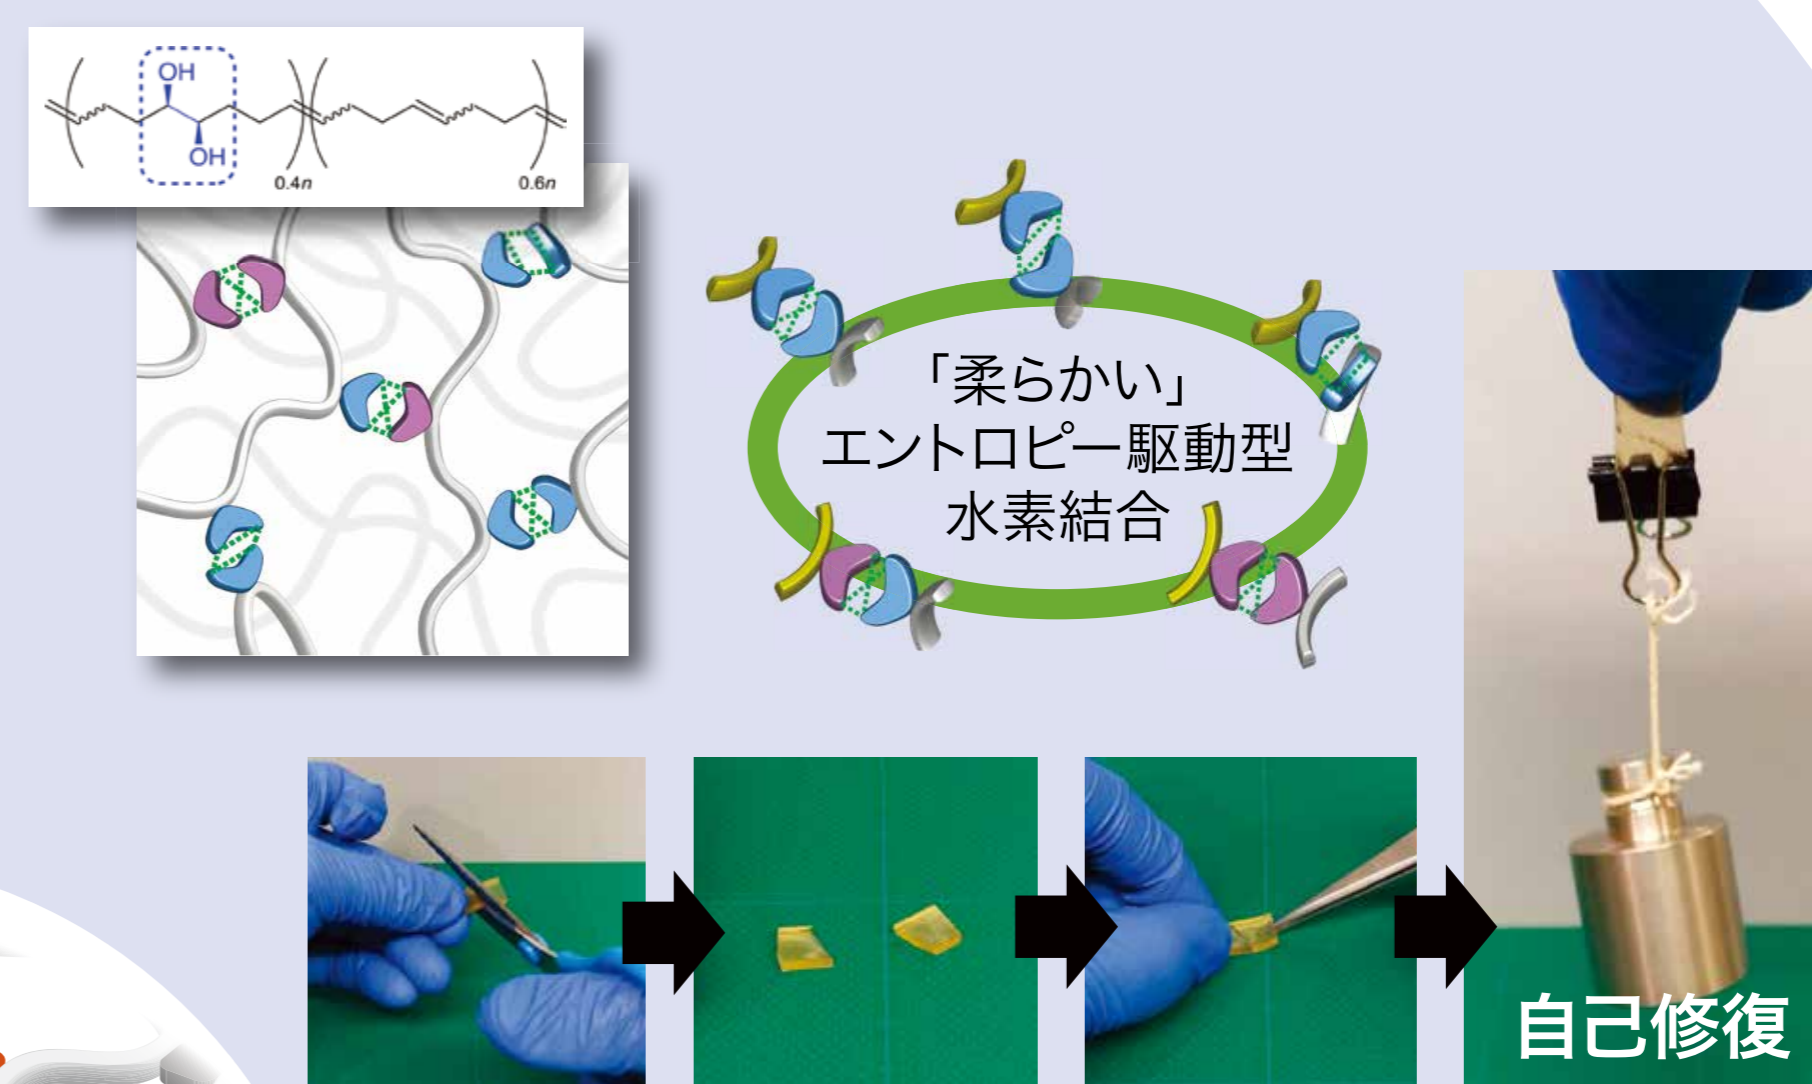 OH
OH
0.4n
0.6n
「柔らかい」
エントロピー駆動型
水素結合
自己修復